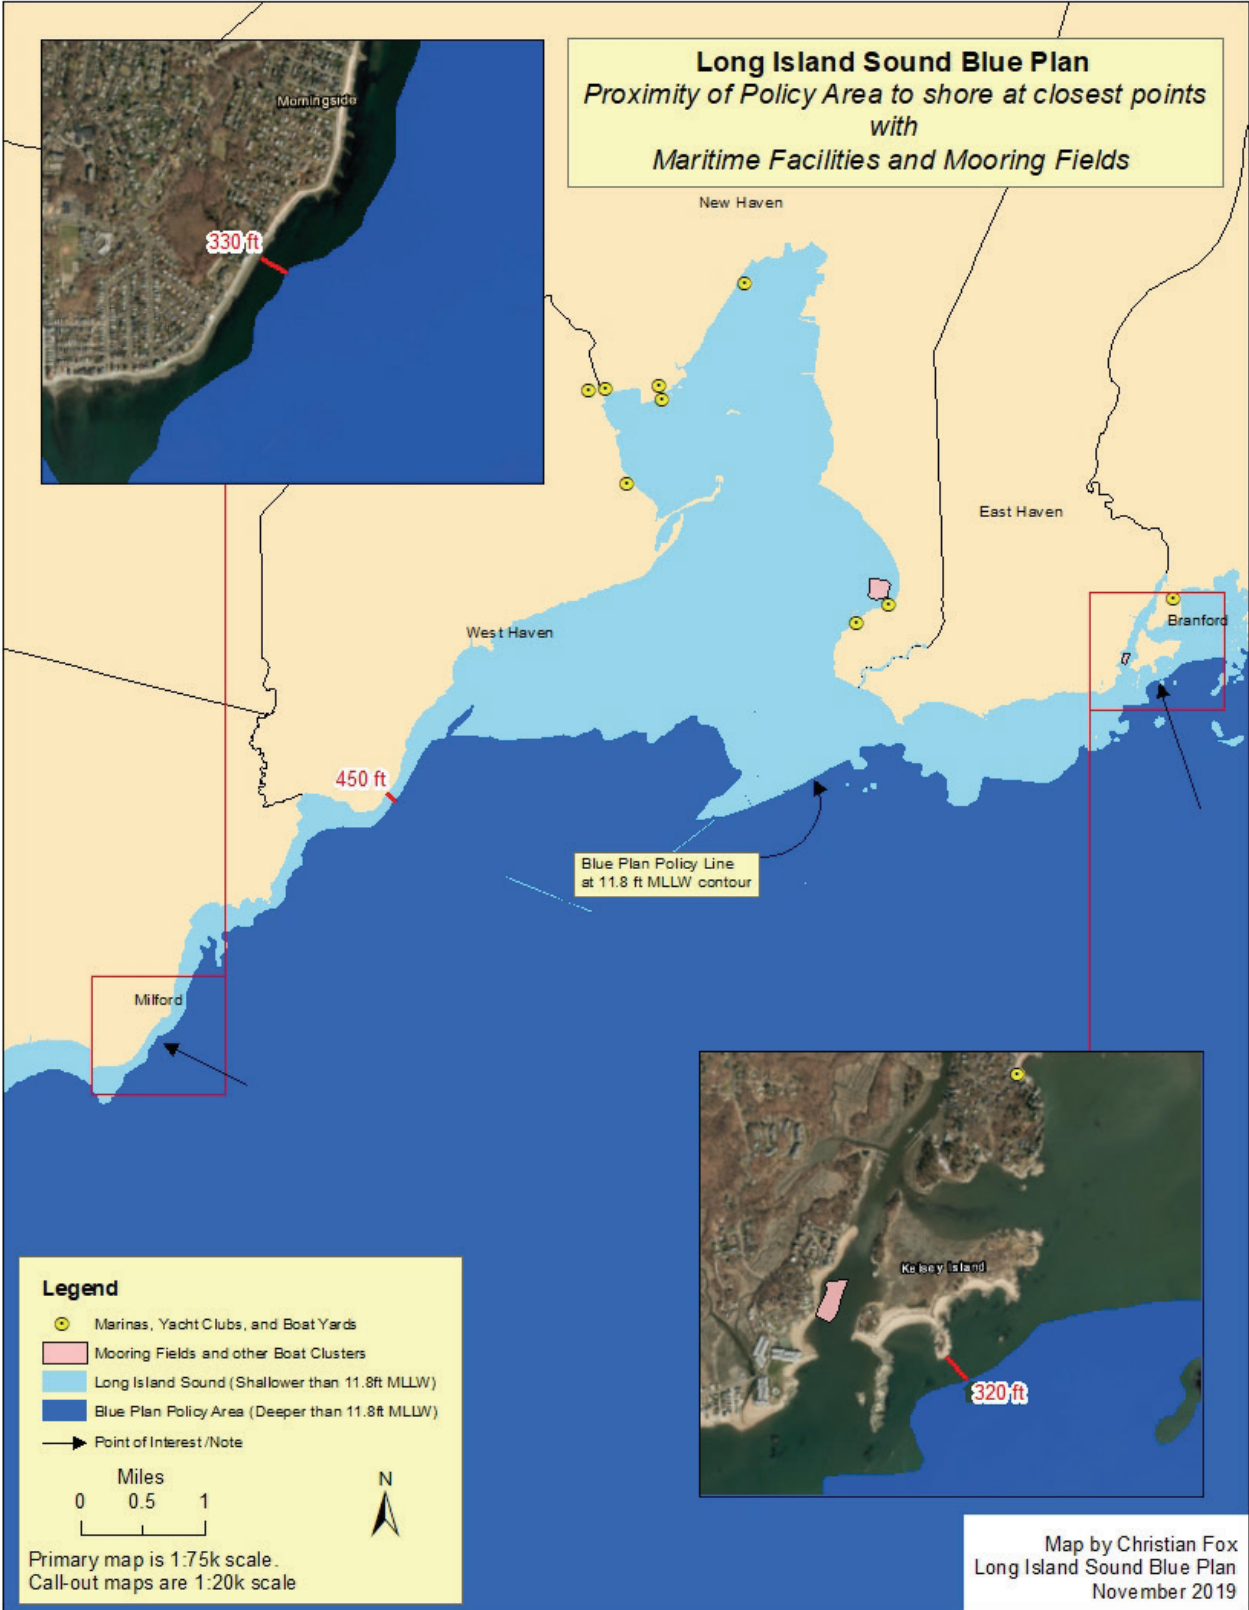 Long Island Sound Blue Plan
Proximity of Policy Area to shore at closest points
with
Maritime Facilities and Mooring Fields
Morningside
330 ft
New Haven
East Haven
Branford
West Haven
450 ft
Blue Plan Policy Line
at 11.8 ft MLLW contour
Milford
Kelsey Island
320 ft
Legend
Marinas, Yacht Clubs, and Boat Yards
Mooring Fields and other Boat Clusters
Long Island Sound (Shallower than 11.8ft MLLW)
Blue Plan Policy Area (Deeper than 11.8ft MLLW)
Point of Interest/Note
Miles
0 0.5 1
N
Primary map is 1:75k scale.
Call-out maps are 1:20k scale
Map by Christian Fox
Long Island Sound Blue Plan
November 2019